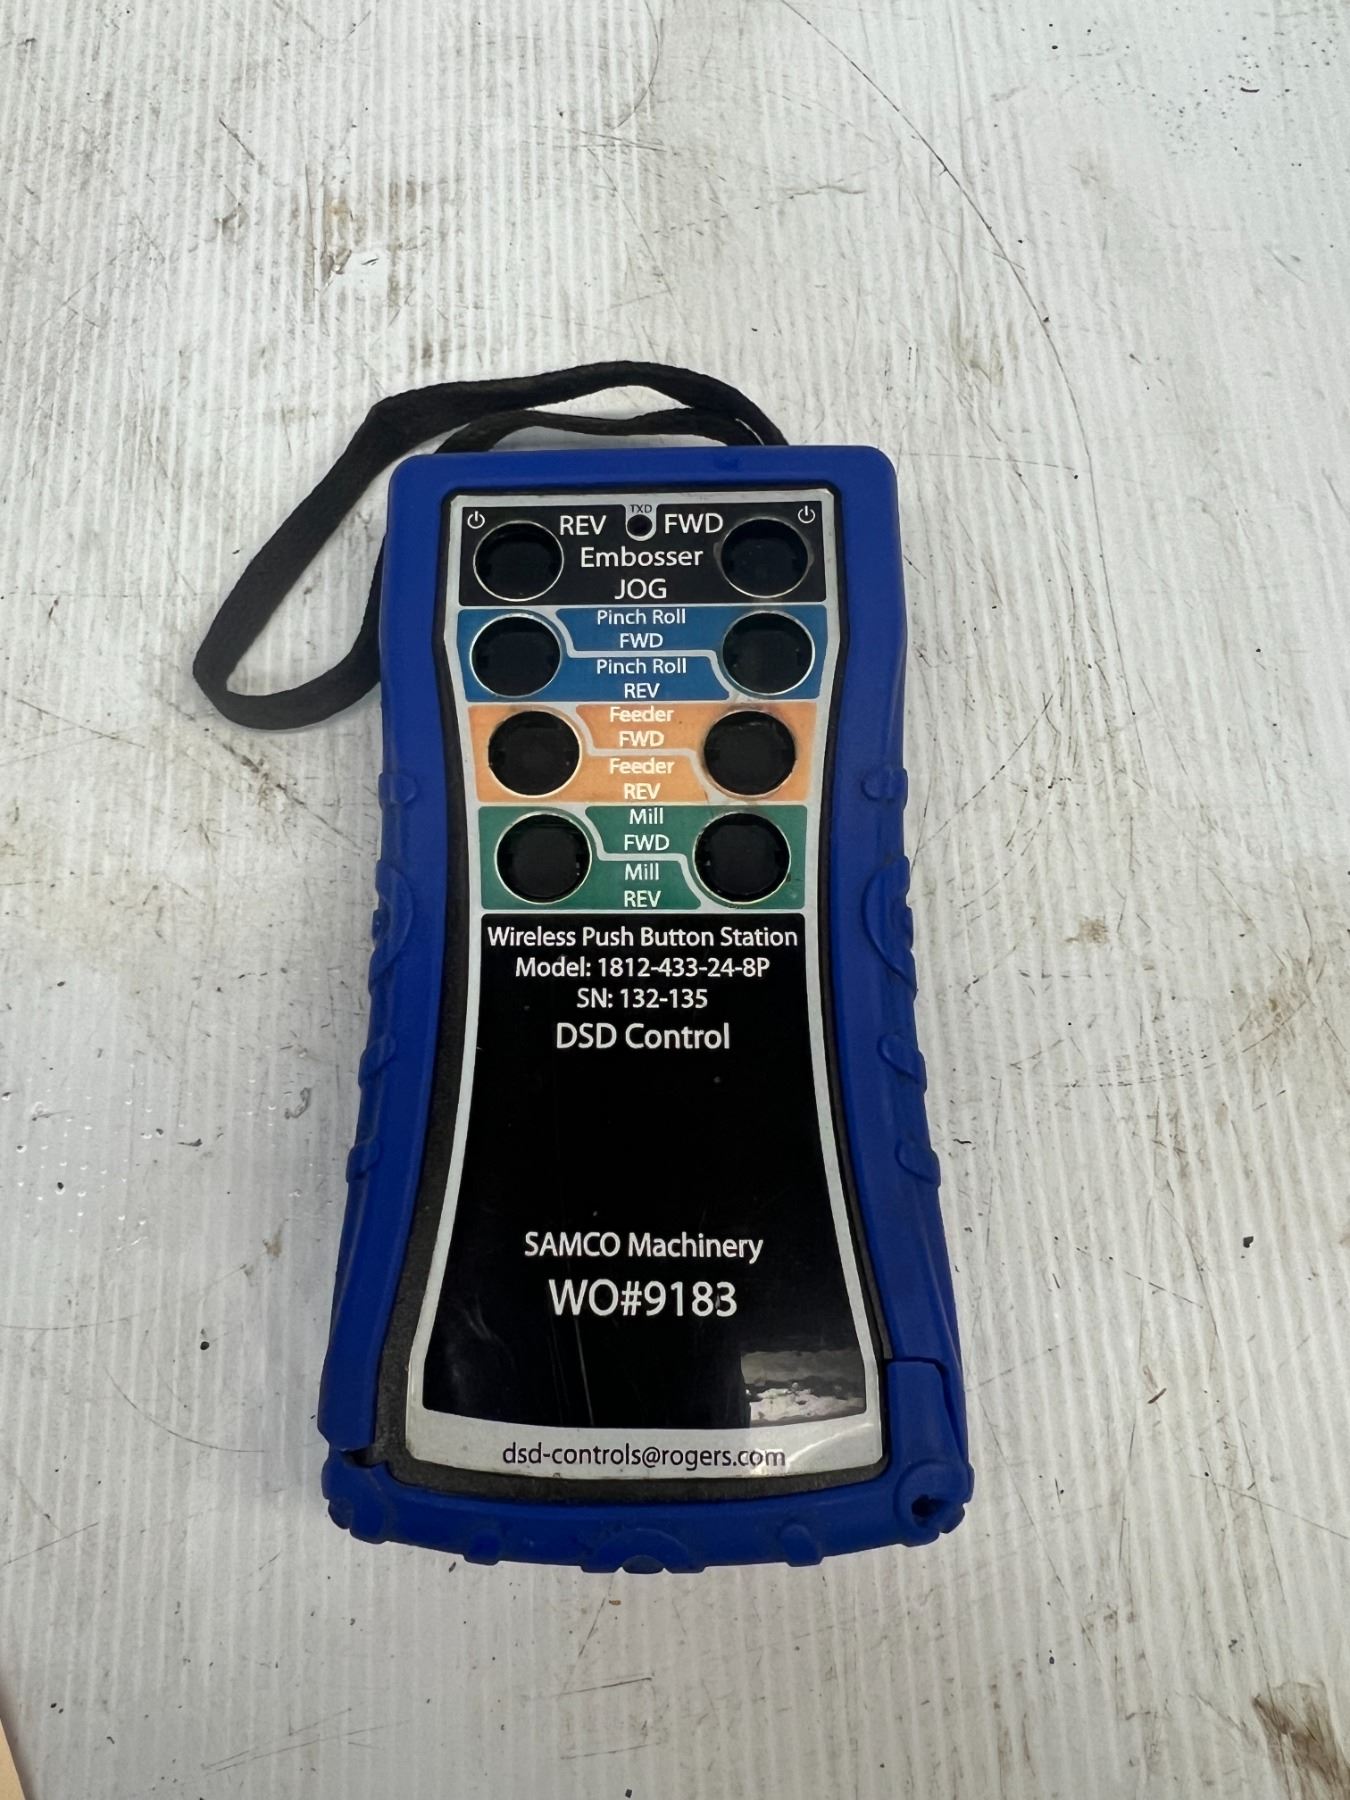 TXD
REV FWD
Embosser
JOG
Pinch Roll
FWD
Pinch Roll
REV
Feeder
FWD
Feeder
REV
Mill
FWD
Mill
REV
Wireless Push Button Station
Model: 1812-433-24-8P
SN: 132-135
DSD Control
SAMCO Machinery
WO#9183
dsd-controls@rogers.com